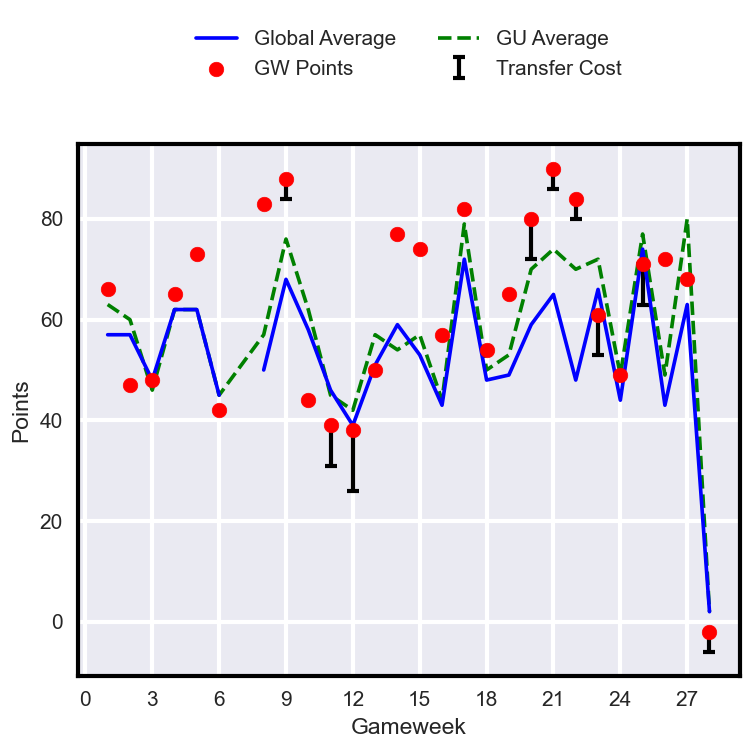 Global Average GU Average
GW Points Transfer Cost
80
60
40
20
0
Points
0 3 6 9 12 15 18 21 24 27
Gameweek